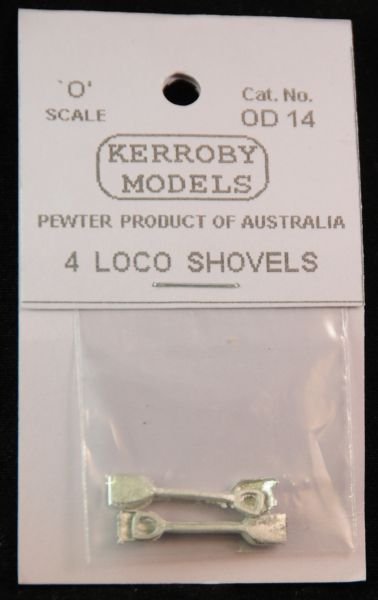 'O'
SCALE
Cat. No.
OD 14
KERROBY
MODELS
PEWTER PRODUCT OF AUSTRALIA
4 LOCO SHOVELS